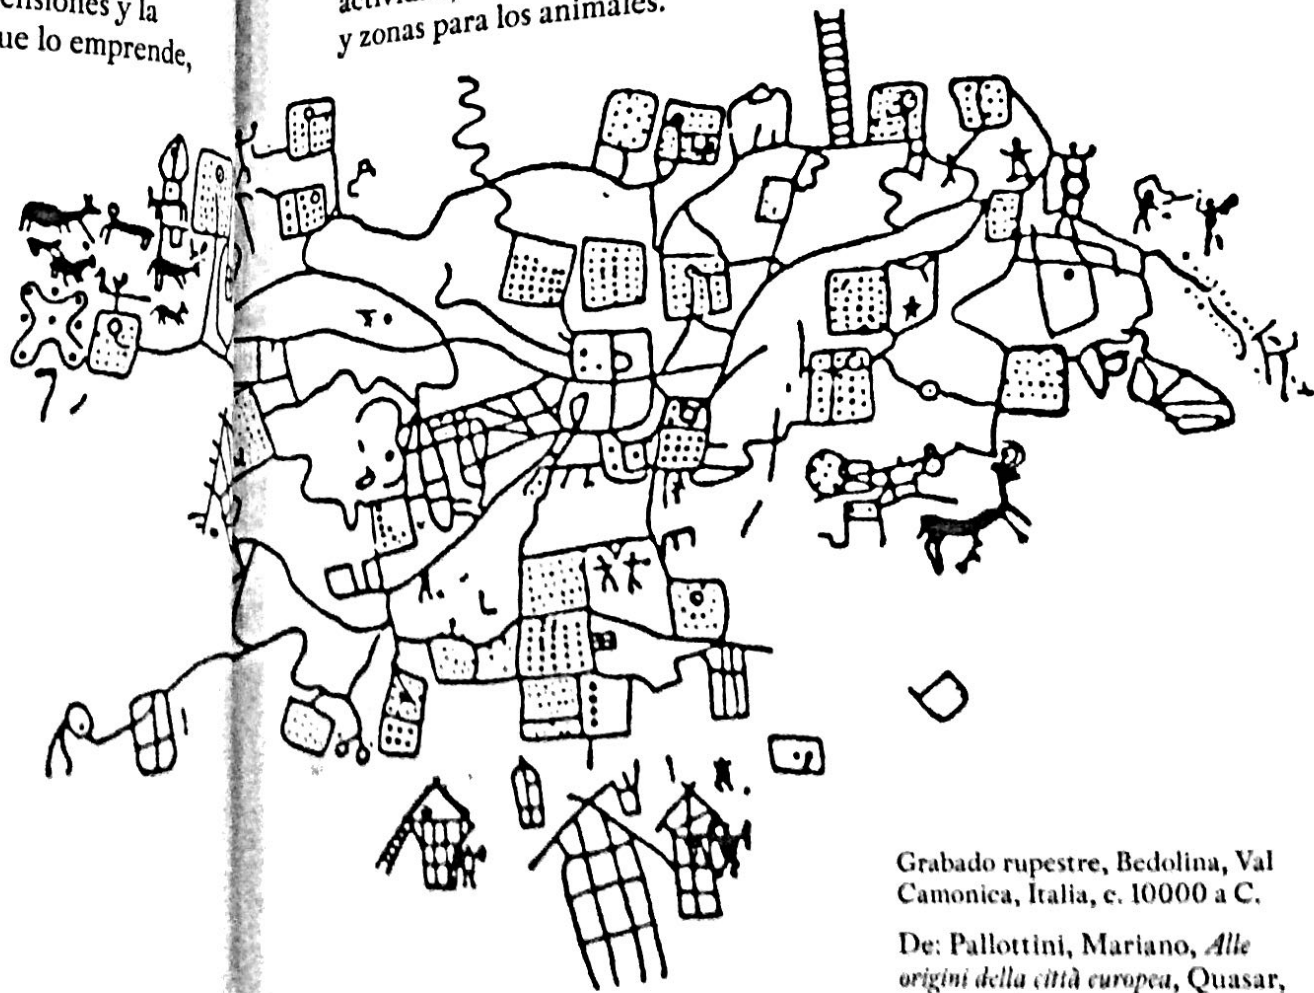 ensiones y la
ue lo emprende,
y zonas para los animales.
Grabado rupestre, Bedolina, Val
Camonica, Italia, c. 10000 a C.
De: Pallottini, Mariano, Alle
origini della città europea, Quasar,